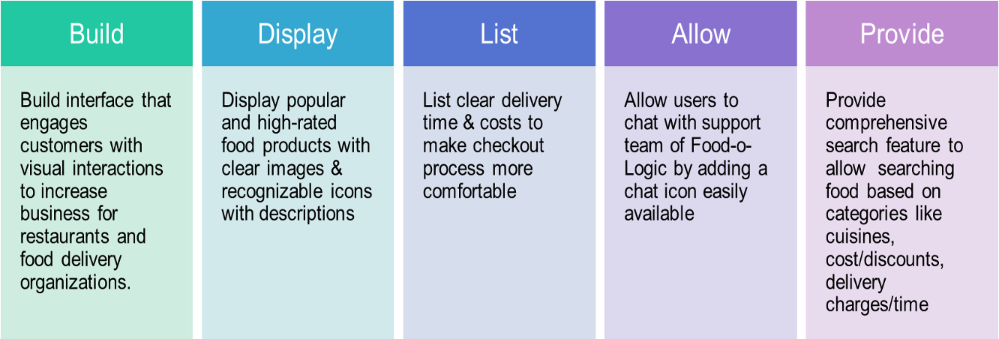 Build
Build interface that
engages
customers with
visual interactions
to increase
business for
restaurants and
food delivery
organizations.
Display
Display popular
and high-rated
food products with
clear images &
recognizable icons
with descriptions
List
List clear delivery
time & costs to
make checkout
process more
comfortable
Allow
Allow users to
chat with support
team of Food-o-
Logic by adding a
chat icon easily
available
Provide
Provide
comprehensive
search feature to
allow searching
food based on
categories like
cuisines,
cost/discounts,
delivery
charges/time